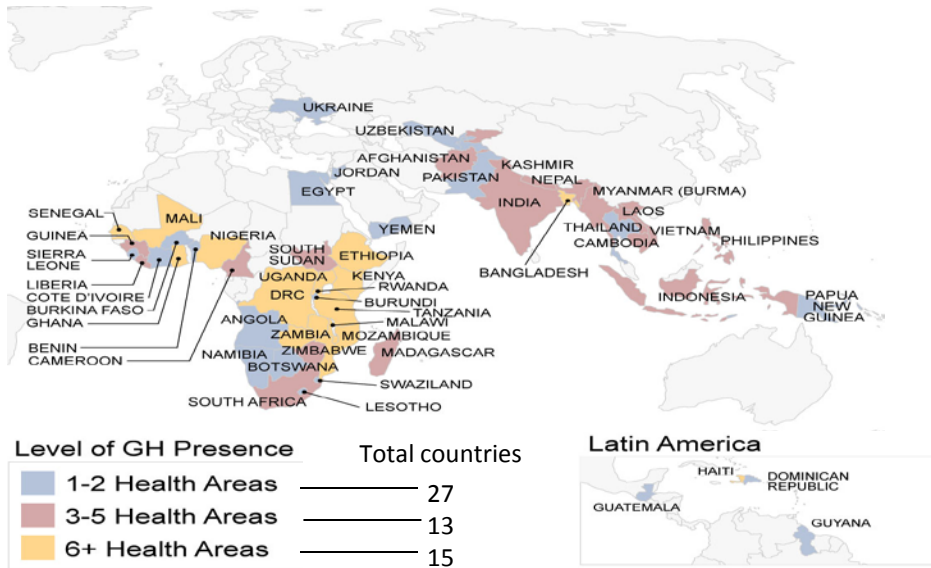 UKRAINE
UZBEKISTAN
AFGHANISTAN
KASHMIR
JORDAN
PAKISTAN
NEPAL
EGYPT
MYANMAR (BURMA)
INDIA
SENEGAL
MALI
LAOS
GUINEA
NIGERIA
YEMEN
THAILAND
VIETNAM
SIERRA
LEONE
SOUTH
SUDAN
ETHIOPIA
CAMBODIA
PHILIPPINES
BANGLADESH
LIBERIA
UGANDA
KENYA
COTE D'IVOIRE
RWANDA
BURKINA FASO
DRC
BURUNDI
INDONESIA
PAPUA
NEW
GUINEA
GHANA
ANGOLA
TANZANIA
MALAWI
BENIN
ZAMBIA
MOZAMBIQUE
CAMEROON
NAMIBIA
ZIMBABWE
MADAGASCAR
BOTSWANA
SWAZILAND
SOUTH AFRICA
LESOTHO
Level of GH Presence
Total countries
1-2 Health Areas 27
3-5 Health Areas 13
6+ Health Areas 15
Latin America
HAITI
DOMINICAN
REPUBLIC
GUATEMALA
GUYANA